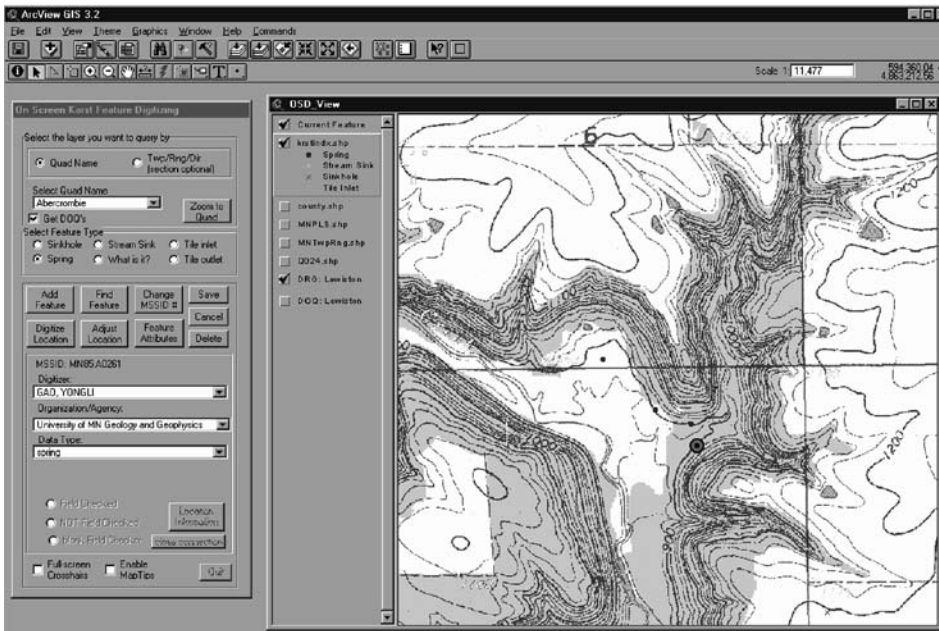 ArcView GIS 3.2
File Edit View Theme Graphics Window Help Commands
Scale 1: 11,477
594,360.04
4,863,212.56
On Screen Karst Feature Digitizing
Select the layer you want to query by
Quad Name
Twp/Rng/Dir
(section optional)
Select Quad Name
Abercrombie
Zoom to
Quad
Get DOQ's
Select Feature Type
Sinkhole
Stream Sink
Tile inlet
Spring
What is it?
Tile outlet
Add
Feature
Find
Feature
Change
MSSID #
Save
Cancel
Digitize
Location
Adjust
Location
Feature
Attributes
Delete
MSSID: MN85:A0261
Digitizer:
GAO, YONGLI
Organization/Agency:
University of MN Geology and Geophysics
Data Type:
spring
Field Checked
NOT Field Checked
Location
Information
Full-screen
Crosshairs
Enable
MapTips
Quit
OSD_View
Current Feature
Spring
Stream Sink
Sinkhole
Tile Inlet
county.shp
MNPLS.shp
MNTwpRng.shp
Q024.shp
DRG: Lewiston
DOQ: Lewiston
6
1200
1100
1000
1200